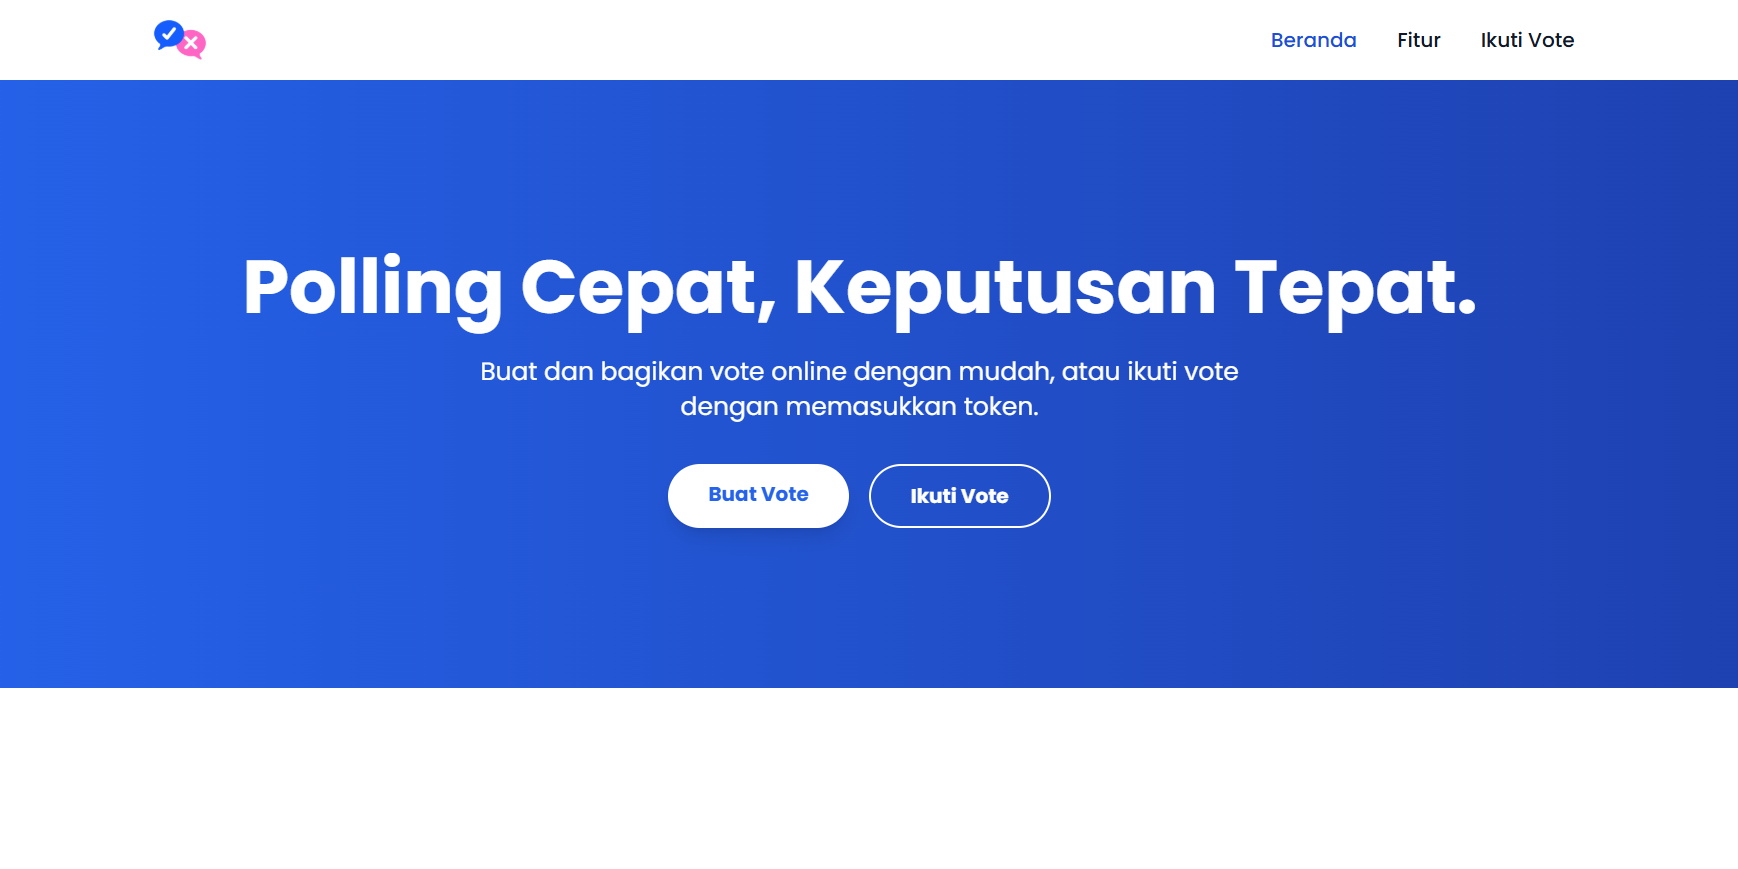 Beranda Fitur Ikuti Vote
Polling Cepat, Keputusan Tepat.
Buat dan bagikan vote online dengan mudah, atau ikuti vote
dengan memasukkan token.
Buat Vote Ikuti Vote